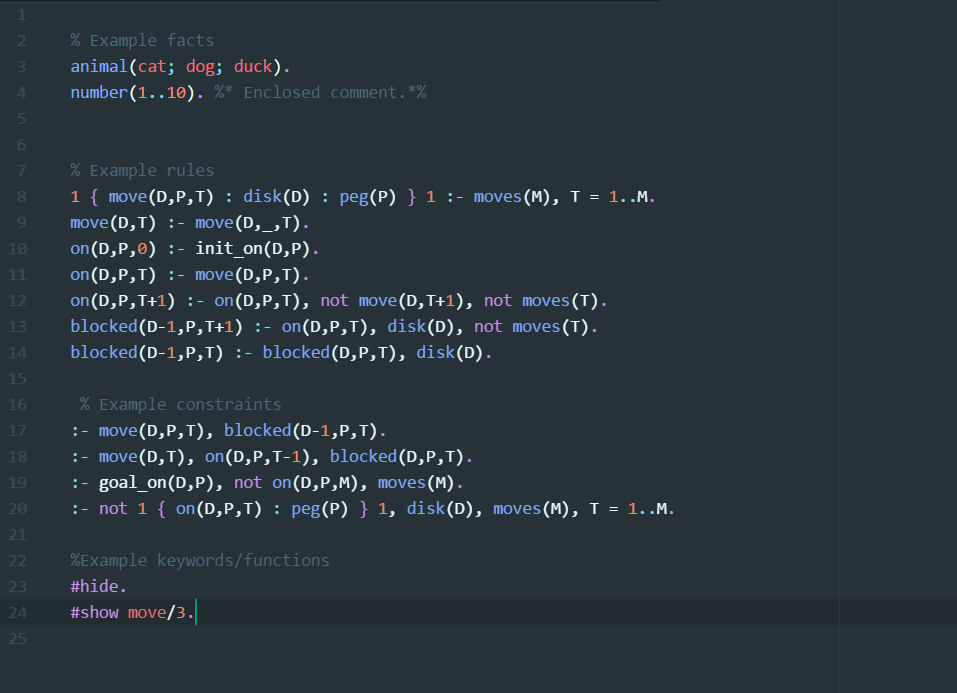 1
2 % Example facts
3 animal(cat; dog; duck).
4 number(1..10). %* Enclosed comment.*%
5
6
7 % Example rules
8 1 { move(D,P,T) : disk(D) : peg(P) } 1 :- moves(M), T = 1..M.
9 move(D,T) :- move(D,_,T).
10 on(D,P,0) :- init_on(D,P).
11 on(D,P,T) :- move(D,P,T).
12 on(D,P,T+1) :- on(D,P,T), not move(D,T+1), not moves(T).
13 blocked(D-1,P,T+1) :- on(D,P,T), disk(D), not moves(T).
14 blocked(D-1,P,T) :- blocked(D,P,T), disk(D).
15
16 % Example constraints
17 :- move(D,P,T), blocked(D-1,P,T).
18 :- move(D,T), on(D,P,T-1), blocked(D,P,T).
19 :- goal_on(D,P), not on(D,P,M), moves(M).
20 :- not 1 { on(D,P,T) : peg(P) } 1, disk(D), moves(M), T = 1..M.
21
22 %Example keywords/functions
23 #hide.
24 #show move/3.
25